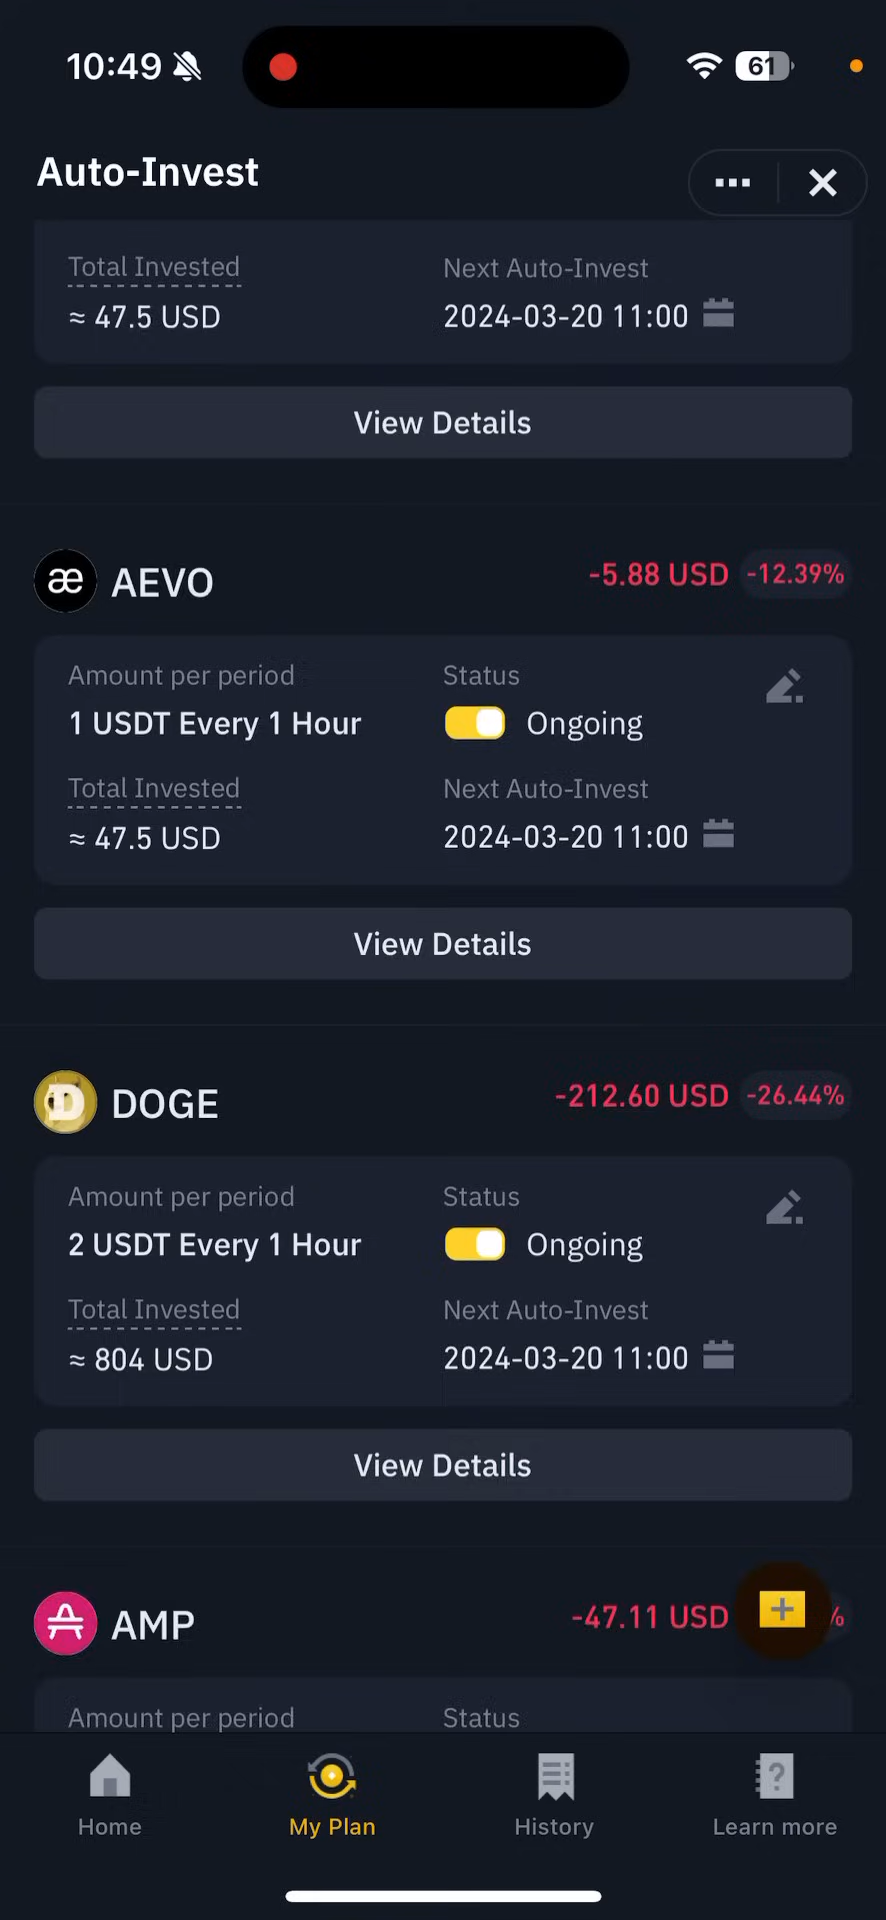 10:49
61
Auto-Invest
Total Invested Next Auto-Invest
≈ 47.5 USD 2024-03-20 11:00
View Details
æ AEVO -5.88 USD -12.39%
Amount per period Status
1 USDT Every 1 Hour Ongoing
Total Invested Next Auto-Invest
≈ 47.5 USD 2024-03-20 11:00
View Details
D DOGE -212.60 USD -26.44%
Amount per period Status
2 USDT Every 1 Hour Ongoing
Total Invested Next Auto-Invest
≈ 804 USD 2024-03-20 11:00
View Details
AMP -47.11 USD %
Amount per period Status
Home My Plan History Learn more